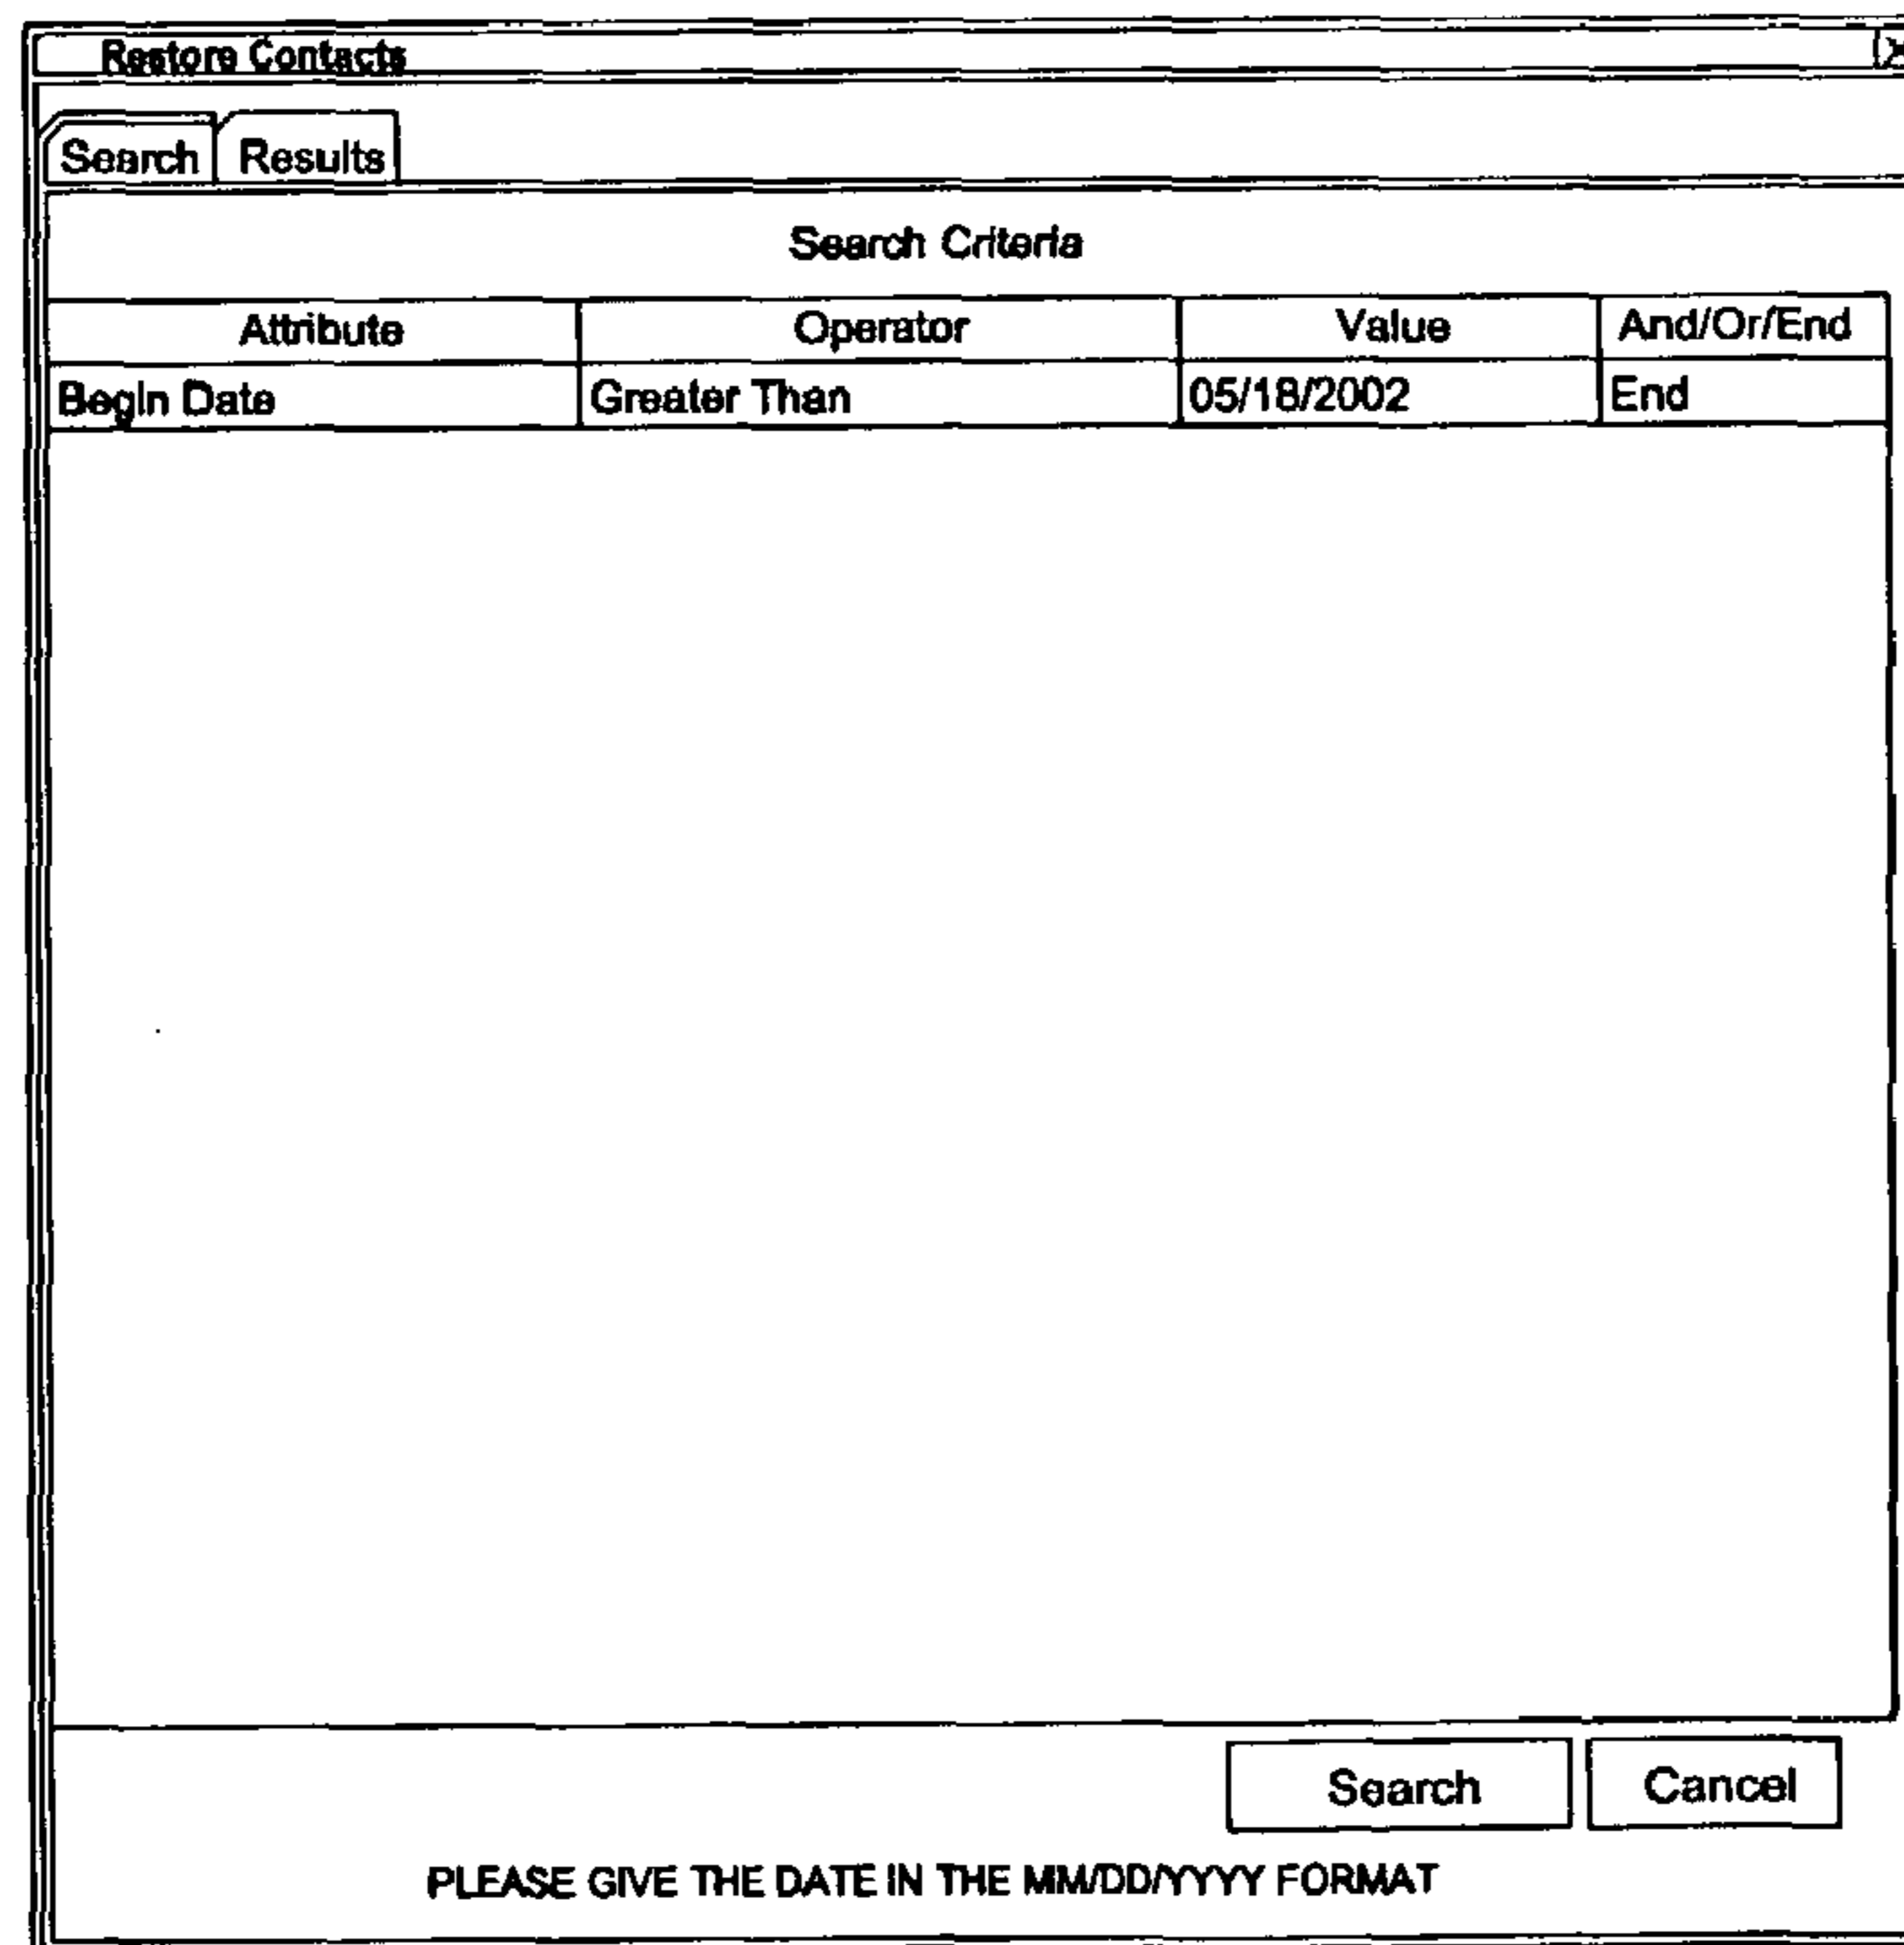 Restore Contacts
Search Results
Search Criteria
Attribute Operator Value And/Or/End
Begin Date Greater Than 05/18/2002 End
Search Cancel
PLEASE GIVE THE DATE IN THE MM/DD/YYYY FORMAT